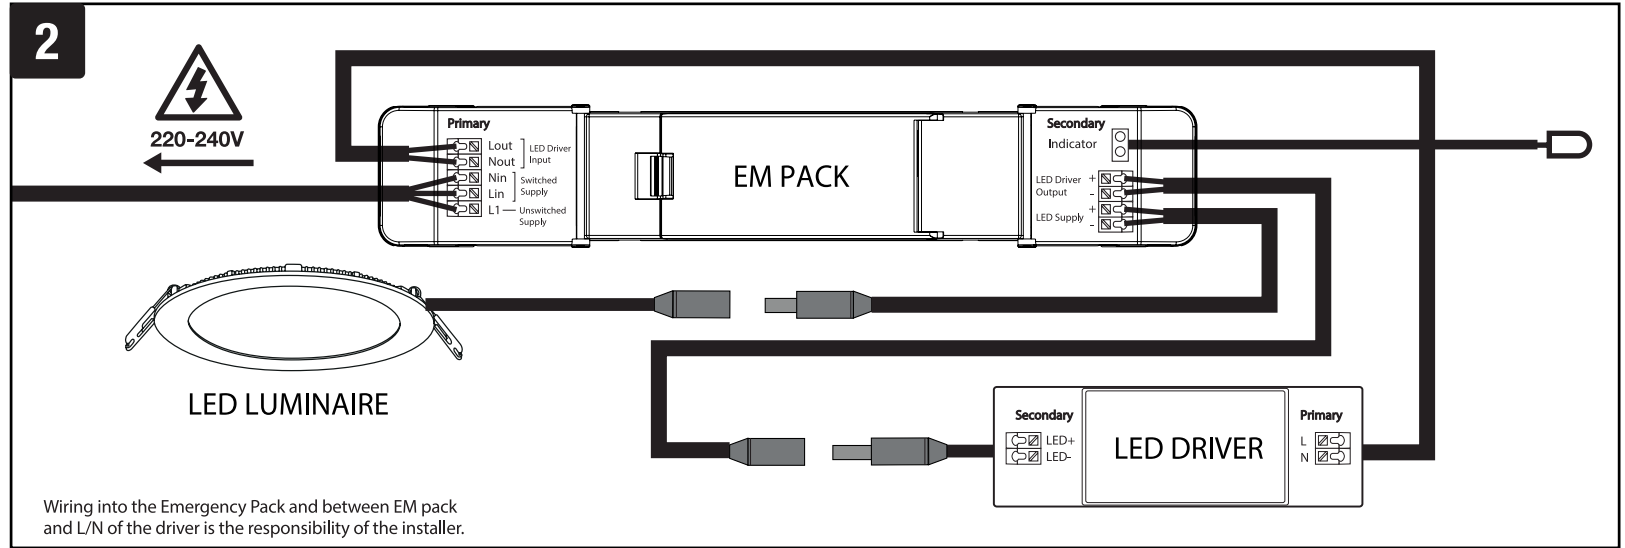 2
220-240V
Primary
Lout
Nout
LED Driver
Input
Nin
Lin
Switched
Supply
L1
Unswitched
Supply
EM PACK
Secondary
Indicator
LED Driver
Output
+
-
LED Supply
+
-
LED LUMINAIRE
Secondary
LED+
LED-
LED DRIVER
Primary
L
N
Wiring into the Emergency Pack and between EM pack
and L/N of the driver is the responsibility of the installer.